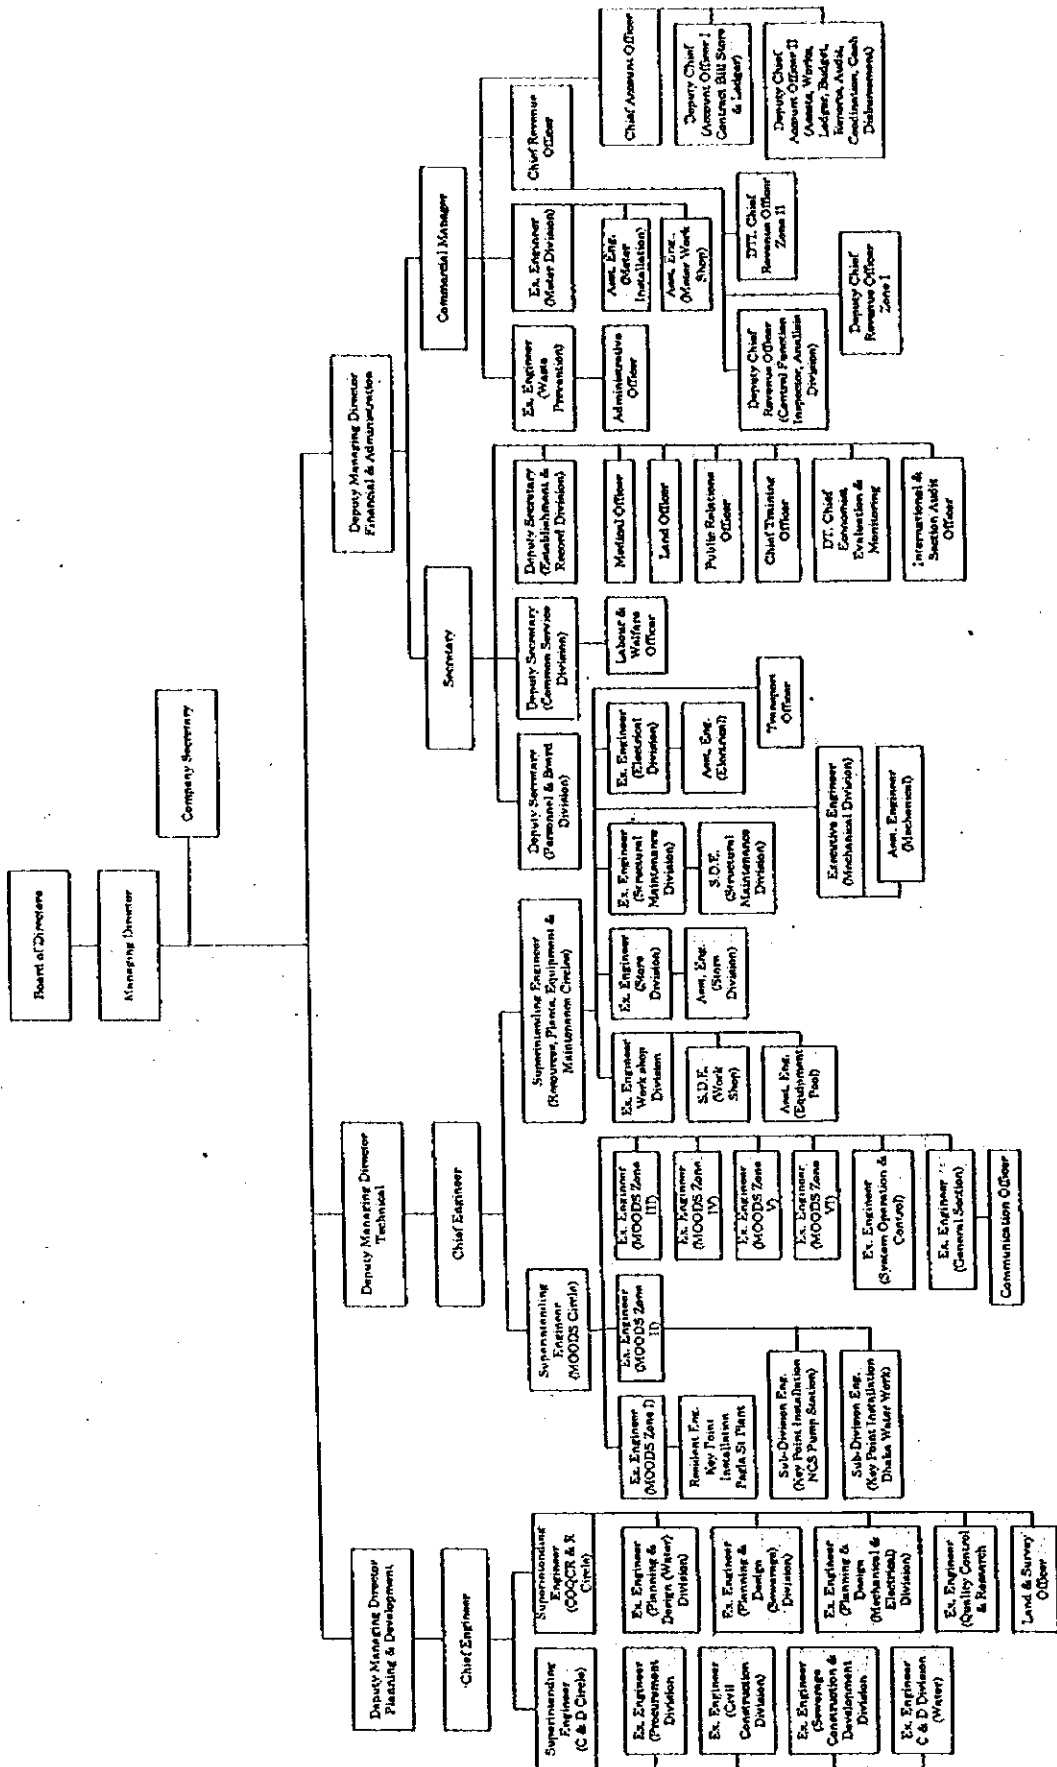 Board of Directors
Managing Director
Company Secretary
Deputy Managing Director
Planning & Development
Chief Engineer
Superintending
Engineer
(C & D Circle)
Ex. Engineer
(Procurement
Division
Ex. Engineer
(Civil
Construction
Division)
Ex. Engineer
(Sewerage
Construction &
Development
Division
Ex. Engineer
C & D Division
(Water)
Superintending
Engineer
(COQCR & R
Circle)
Ex. Engineer
(Planning &
Design (Water)
Division)
Ex. Engineer
(Planning &
Design
(Sewerage)
Division)
Ex. Engineer
(Planning &
Design
(Mechanical &
Electrical)
Division)
Ex. Engineer
(Quality Control
& Research
Land & Survey
Officer
Deputy Managing Director
Technical
Chief Engineer
Superintending
Engineer
(MOODS Circle)
Ex. Engineer
(MOODS Zone I)
Resident Eng.
Key Point
Installation
Pagla St Plant
Ex. Engineer
(MOODS Zone
II)
Sub-Division Eng.
(Key Point Installation
NCS Pump Station)
Sub-Division Eng.
(Key Point Installation
Dhaka Water Work)
Ex. Engineer
(MOODS Zone
III)
Ex. Engineer
(MOODS Zone
IV)
Ex. Engineer
(MOODS Zone
V)
Ex. Engineer
(MOODS Zone
VI)
Ex. Engineer
(System Operation &
Control)
Ex. Engineer
(General Section)
Communication Officer
Superintending Engineer
(Resources, Plants, Equipment &
Maintenance Circles)
Ex. Engineer
Work shop
Division
S.D.E.
(Work
Shop)
Asst. Eng.
(Equipment
Pool)
Ex. Engineer
(Store
Division)
Asst. Eng.
(Store
Division)
Ex. Engineer
(Structural
Maintenance
Division)
S.D.E.
(Structural
Maintenance
Division)
Executive Engineer
(Mechanical Division)
Asst. Engineer
(Mechanical)
Ex. Engineer
(Electrical
Division)
Asst. Eng.
(Electrical)
Transport
Officer
Deputy Managing Director
Financial & Administration
Secretary
Deputy Secretary
(Personnel & Board
Division)
Deputy Secretary
(Common Service
Division)
Labour &
Welfare
Officer
Deputy Secretary
(Establishment &
Record Division)
Medical Officer
Land Officer
Public Relations
Officer
Chief Training
Officer
DT. Chief
Economics,
Evaluation &
Monitoring
International &
Section Audit
Officer
Commercial Manager
Ex. Engineer
(Waste
Prevention)
Administrative
Officer
Ex. Engineer
(Meter Division)
Asst. Eng.
(Meter
Installation)
Asst. Eng.,
(Meter Work
Shop)
Chief Revenue
Officer
Deputy Chief
Revenue Officer
(Central Function
Inspector, Analisis
Division)
DTI. Chief
Revenue Officer
Zone II
Deputy Chief
Revenue Officer
Zone I
Chief Account Officer
Deputy Chief
(Account Officer I
Contract Bill Store
& Ledger)
Deputy Chief
Account Officer II
(Assets, Works,
Ledger, Budget,
Reports, Audit,
Coordination, Cash
Disbursement)